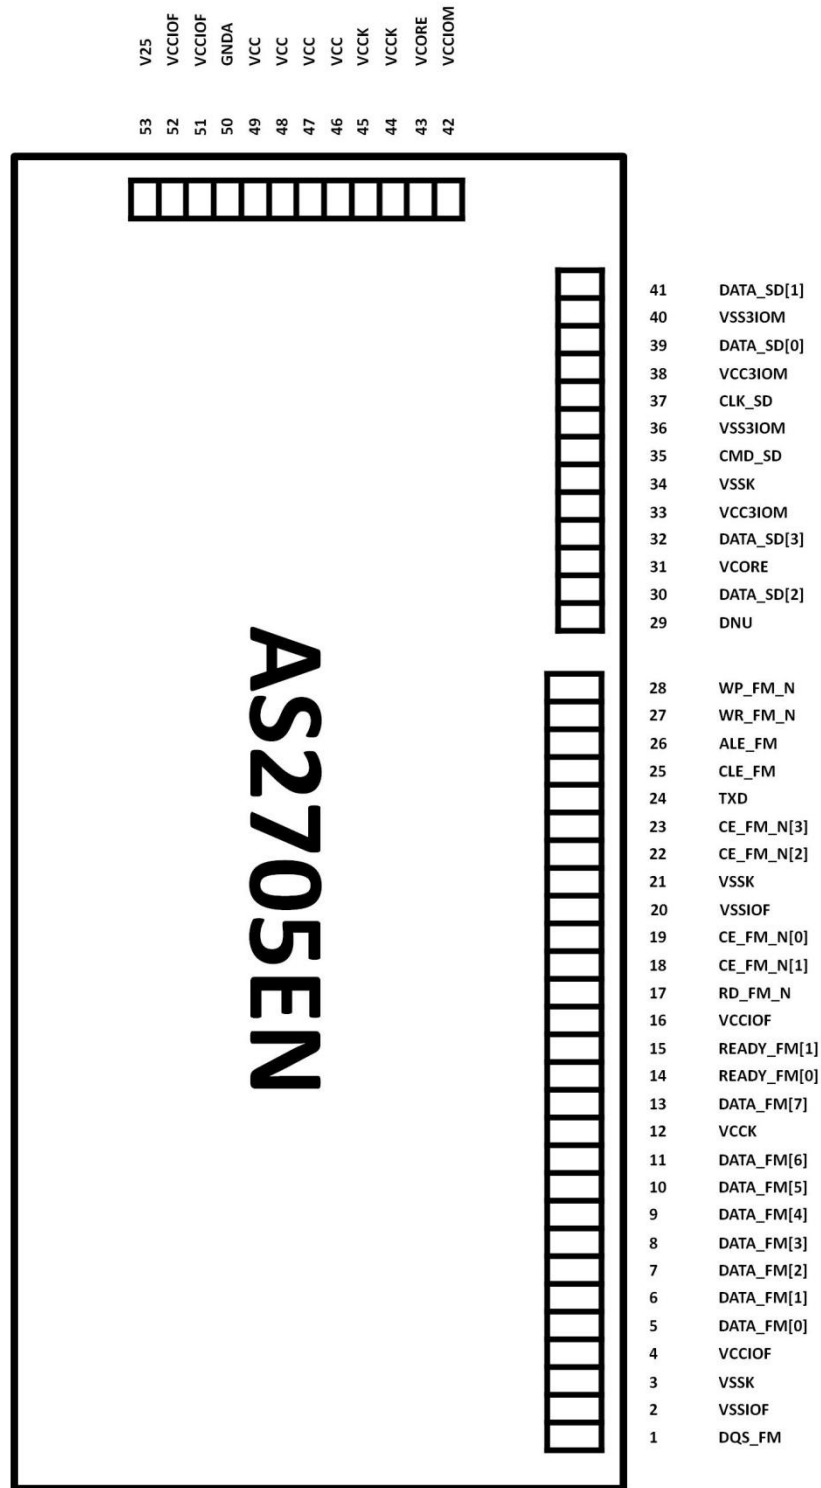 V25
VCCIOF
VCCIOF
GNDA
VCC
VCC
VCC
VCC
VCCK
VCCK
VCORE
VCCIOM
53
52
51
50
49
48
47
46
45
44
43
42
41 DATA_SD[1]
40 VSS3IOM
39 DATA_SD[0]
38 VCC3IOM
37 CLK_SD
36 VSS3IOM
35 CMD_SD
34 VSSK
33 VCC3IOM
32 DATA_SD[3]
31 VCORE
30 DATA_SD[2]
29 DNU
28 WP_FM_N
27 WR_FM_N
26 ALE_FM
25 CLE_FM
24 TXD
23 CE_FM_N[3]
22 CE_FM_N[2]
21 VSSK
20 VSSIOF
19 CE_FM_N[0]
18 CE_FM_N[1]
17 RD_FM_N
16 VCCIOF
15 READY_FM[1]
14 READY_FM[0]
13 DATA_FM[7]
12 VCCK
11 DATA_FM[6]
10 DATA_FM[5]
9 DATA_FM[4]
8 DATA_FM[3]
7 DATA_FM[2]
6 DATA_FM[1]
5 DATA_FM[0]
4 VCCIOF
3 VSSK
2 VSSIOF
1 DQS_FM
AS2705EN